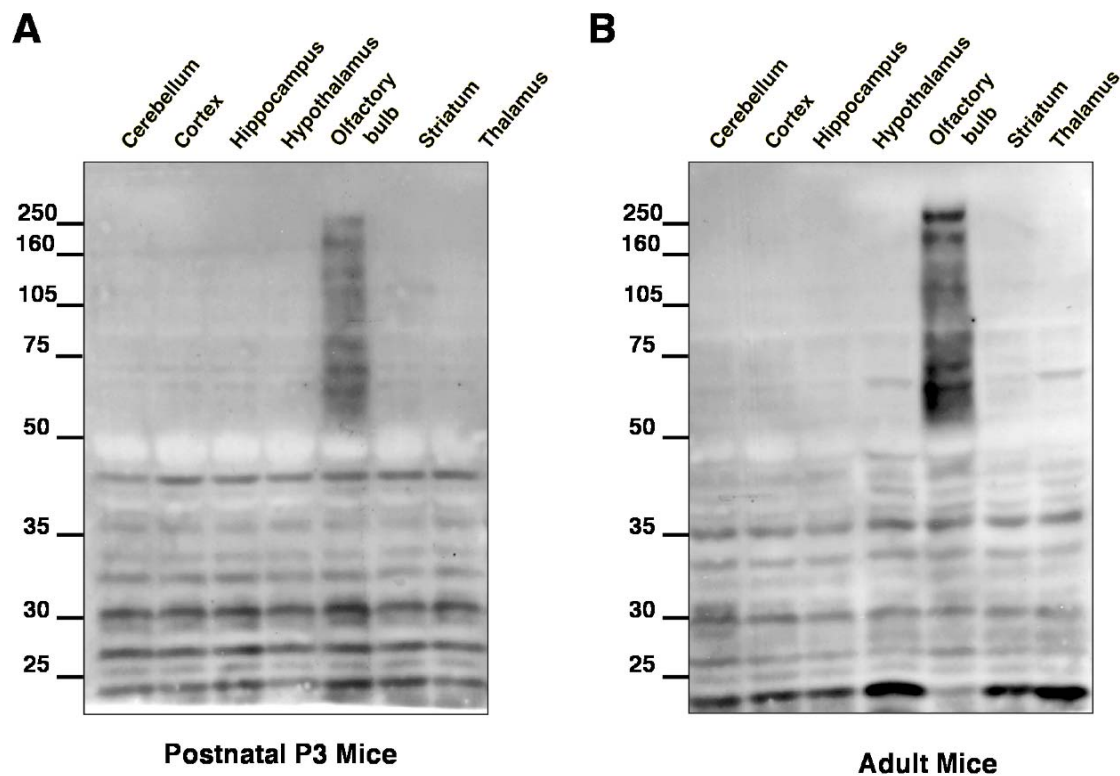 A
Cerebellum
Cortex
Hippocampus
Hypothalamus
Olfactory
bulb
Striatum
Thalamus
250
160
105
75
50
35
30
25
Postnatal P3 Mice
B
Cerebellum
Cortex
Hippocampus
Hypothalamus
Olfactory
bulb
Striatum
Thalamus
250
160
105
75
50
35
30
25
Adult Mice